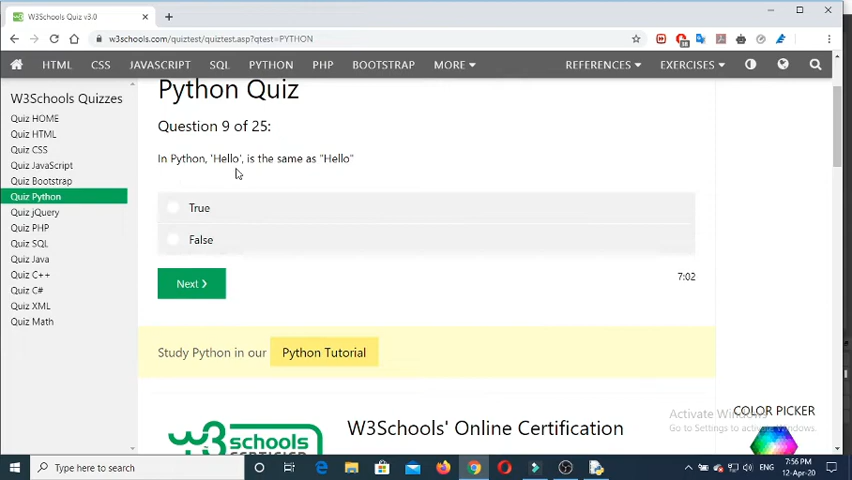 W3Schools Quiz v3.0
w3schools.com/quiztest/quiztest.asp?qtest=PYTHON
HTML CSS JAVASCRIPT SQL PYTHON PHP BOOTSTRAP MORE REFERENCES EXERCISES
W3Schools Quizzes
Quiz HOME
Quiz HTML
Quiz CSS
Quiz JavaScript
Quiz Bootstrap
Quiz Python
Quiz jQuery
Quiz PHP
Quiz SQL
Quiz Java
Quiz C++
Quiz C#
Quiz XML
Quiz Math
Python Quiz
Question 9 of 25:
In Python, 'Hello', is the same as "Hello"
True
False
Next ❯
7:02
Study Python in our Python Tutorial
w3schools
W3Schools' Online Certification
COLOR PICKER
Activate Windows
Go to Settings to activate Windows.
Type here to search
ENG
7:56 PM
12-Apr-20